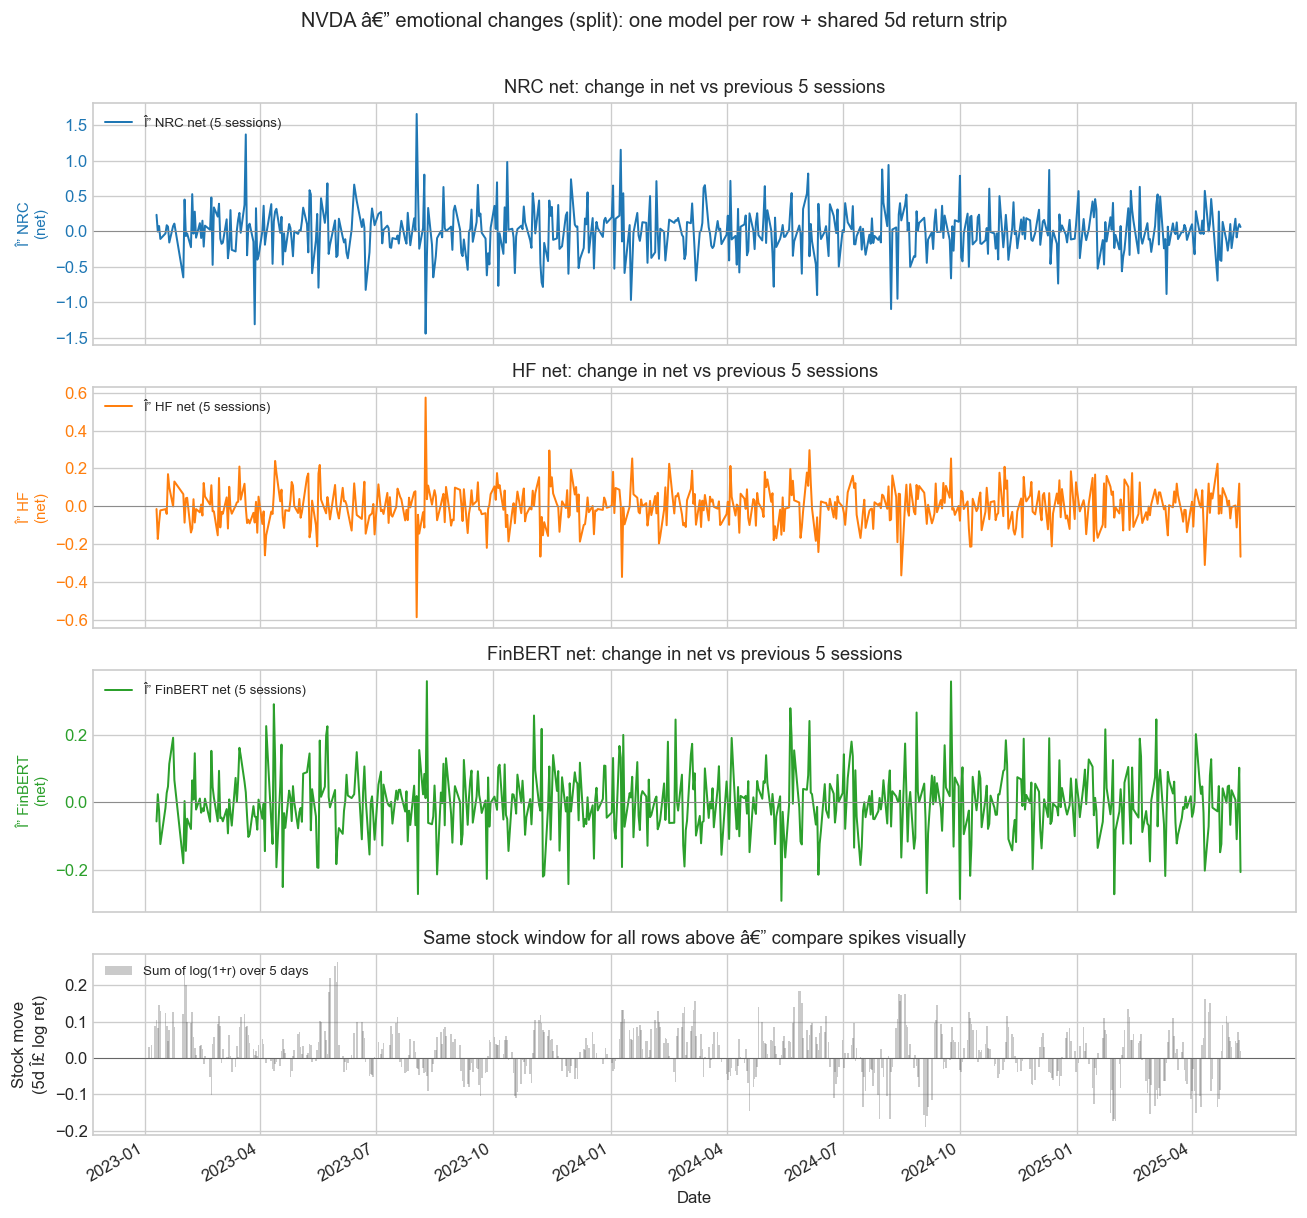 NVDA â€” emotional changes (split): one model per row + shared 5d return strip
NRC net: change in net vs previous 5 sessions
Î” NRC net (5 sessions)
1.5
1.0
0.5
0.0
−0.5
−1.0
−1.5
Î” NRC
(net)
HF net: change in net vs previous 5 sessions
Î” HF net (5 sessions)
0.6
0.4
0.2
0.0
−0.2
−0.4
−0.6
Î” HF
(net)
FinBERT net: change in net vs previous 5 sessions
Î” FinBERT net (5 sessions)
0.2
0.0
−0.2
Î” FinBERT
(net)
Same stock window for all rows above â€” compare spikes visually
Sum of log(1+r) over 5 days
0.2
0.1
0.0
−0.1
−0.2
Stock move
(5d Î£ log ret)
2023-01
2023-04
2023-07
2023-10
2024-01
2024-04
2024-07
2024-10
2025-01
2025-04
Date